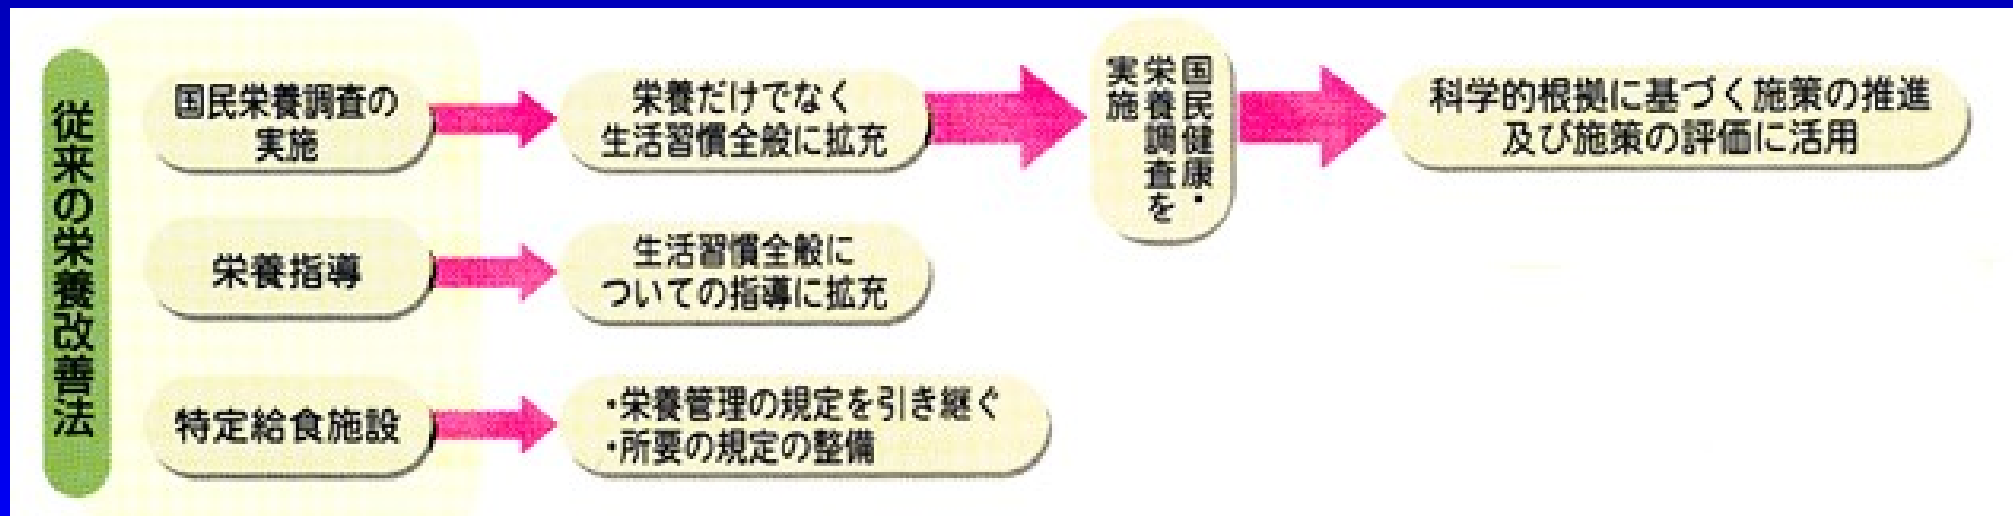 従来の栄養改善法
国民栄養調査の
実施
栄養だけでなく
生活習慣全般に拡充
国民健康・
栄養調査を
実施
科学的根拠に基づく施策の推進
及び施策の評価に活用
栄養指導
生活習慣全般に
ついての指導に拡充
特定給食施設
・栄養管理の規定を引き継ぐ
・所要の規定の整備